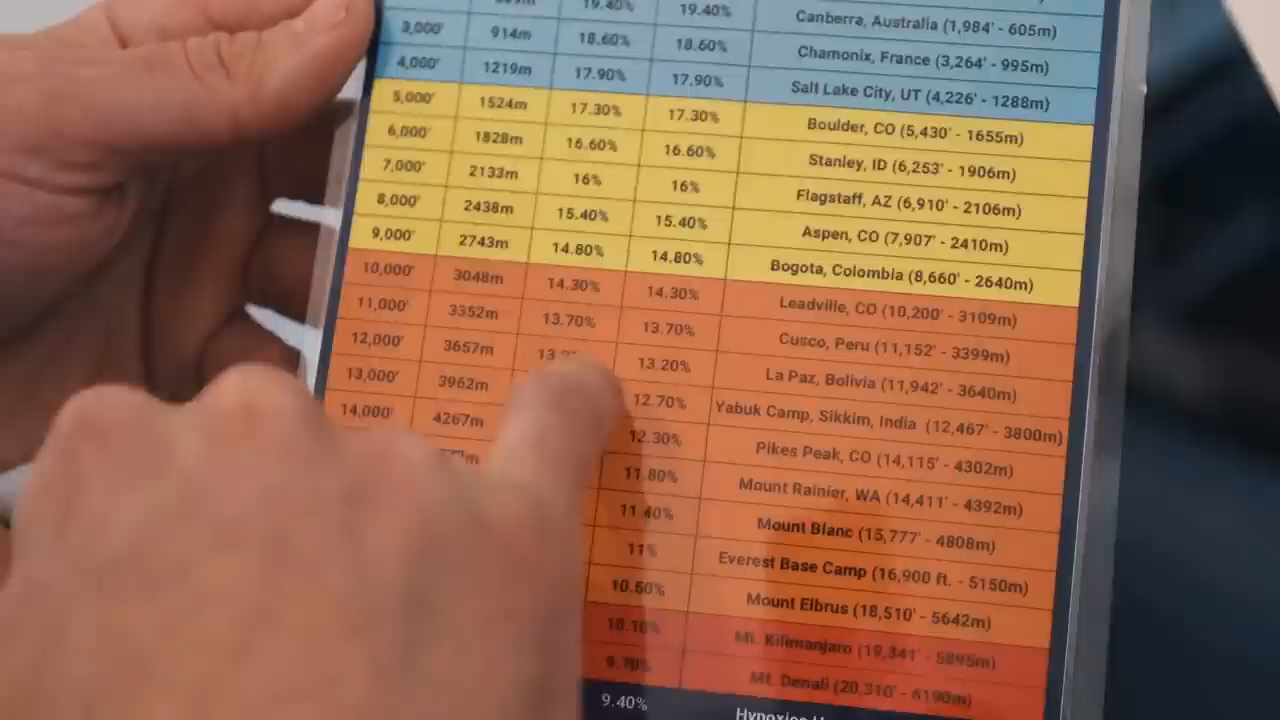 19.40% 19.40% Canberra, Australia (1,984' - 605m)
3,000' 914m 18.60% 18.60% Chamonix, France (3,264' - 995m)
4,000' 1219m 17.90% 17.90% Salt Lake City, UT (4,226' - 1288m)
5,000' 1524m 17.30% 17.30% Boulder, CO (5,430' - 1655m)
6,000' 1828m 16.60% 16.60% Stanley, ID (6,253' - 1906m)
7,000' 2133m 16% 16% Flagstaff, AZ (6,910' - 2106m)
8,000' 2438m 15.40% 15.40% Aspen, CO (7,907' - 2410m)
9,000' 2743m 14.80% 14.80% Bogota, Colombia (8,660' - 2640m)
10,000' 3048m 14.30% 14.30% Leadville, CO (10,200' - 3109m)
11,000' 3352m 13.70% 13.70% Cusco, Peru (11,152' - 3399m)
12,000' 3657m 13.20% La Paz, Bolivia (11,942' - 3640m)
13,000' 3962m 12.70% Yabuk Camp, Sikkim, India (12,467' - 3800m)
14,000' 4267m 12.30% Pikes Peak, CO (14,115' - 4302m)
11.80% Mount Rainier, WA (14,411' - 4392m)
11.40% Mount Blanc (15,777' - 4808m)
11% Everest Base Camp (16,900 ft. - 5150m)
10.50% Mount Elbrus (18,510' - 5642m)
10.10% Mt. Kilimanjaro (19,341' - 5895m)
9.70% Mt. Denali (20,310' - 6190m)
9.40%